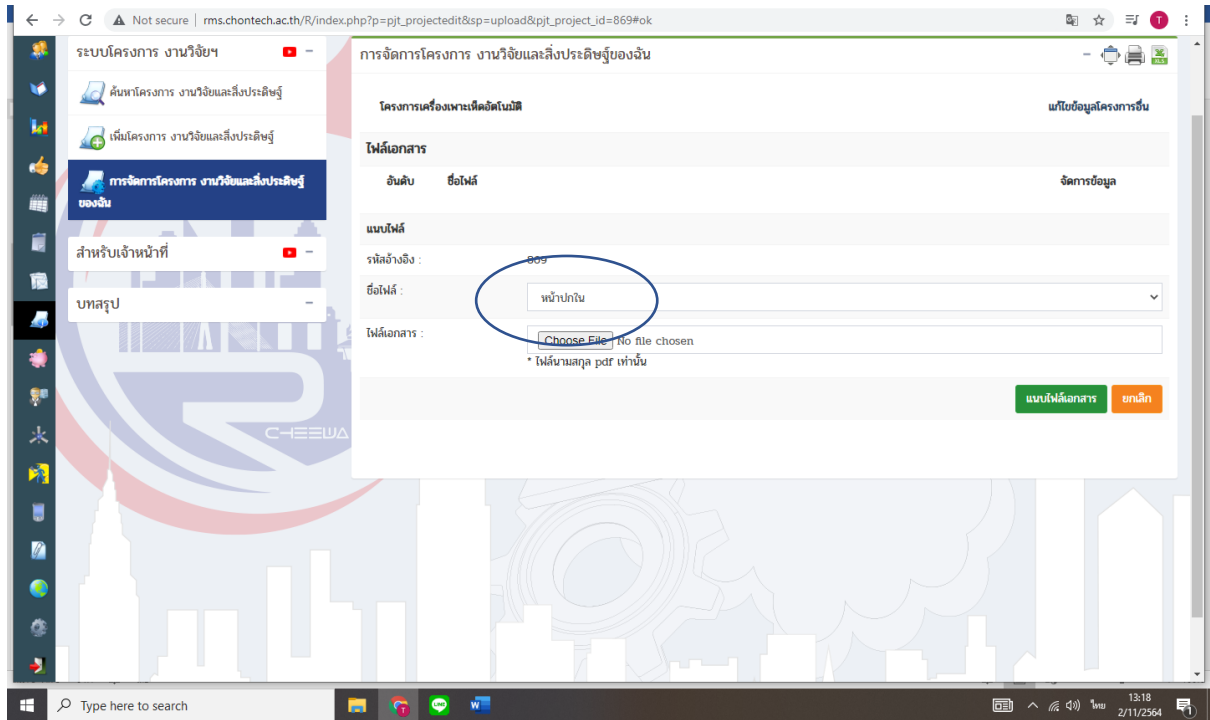 Not secure | rms.chontech.ac.th/R/index.php?p=pjt_projectedit&sp=upload&pjt_project_id=869#ok
T
ระบบโครงการ งานวิจัยฯ
ค้นหาโครงการ งานวิจัยและสิ่งประดิษฐ์
เพิ่มโครงการ งานวิจัยและสิ่งประดิษฐ์
การจัดการโครงการ งานวิจัยและสิ่งประดิษฐ์
ของฉัน
สำหรับเจ้าหน้าที่
บทสรุป
CHEEWA
การจัดการโครงการ งานวิจัยและสิ่งประดิษฐ์ของฉัน
XLS
โครงการเครื่องเพาะเห็ดอัตโนมัติ
แก้ไขข้อมูลโครงการอื่น
ไฟล์เอกสาร
อันดับ ชื่อไฟล์ จัดการข้อมูล
แนบไฟล์
รหัสอ้างอิง : 869
ชื่อไฟล์ : หน้าปกใน
ไฟล์เอกสาร : Choose File No file chosen
* ไฟล์นามสกุล pdf เท่านั้น
แนบไฟล์เอกสาร ยกเลิก
Type here to search
LINE
W
ไทย
13:18
2/11/2564
1